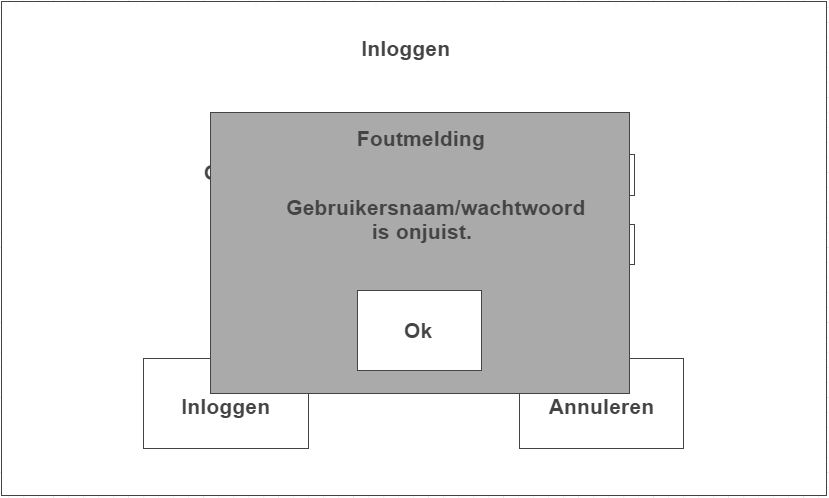 Inloggen
Foutmelding
Gebruikersnaam/wachtwoord
is onjuist.
Ok
Inloggen
Annuleren